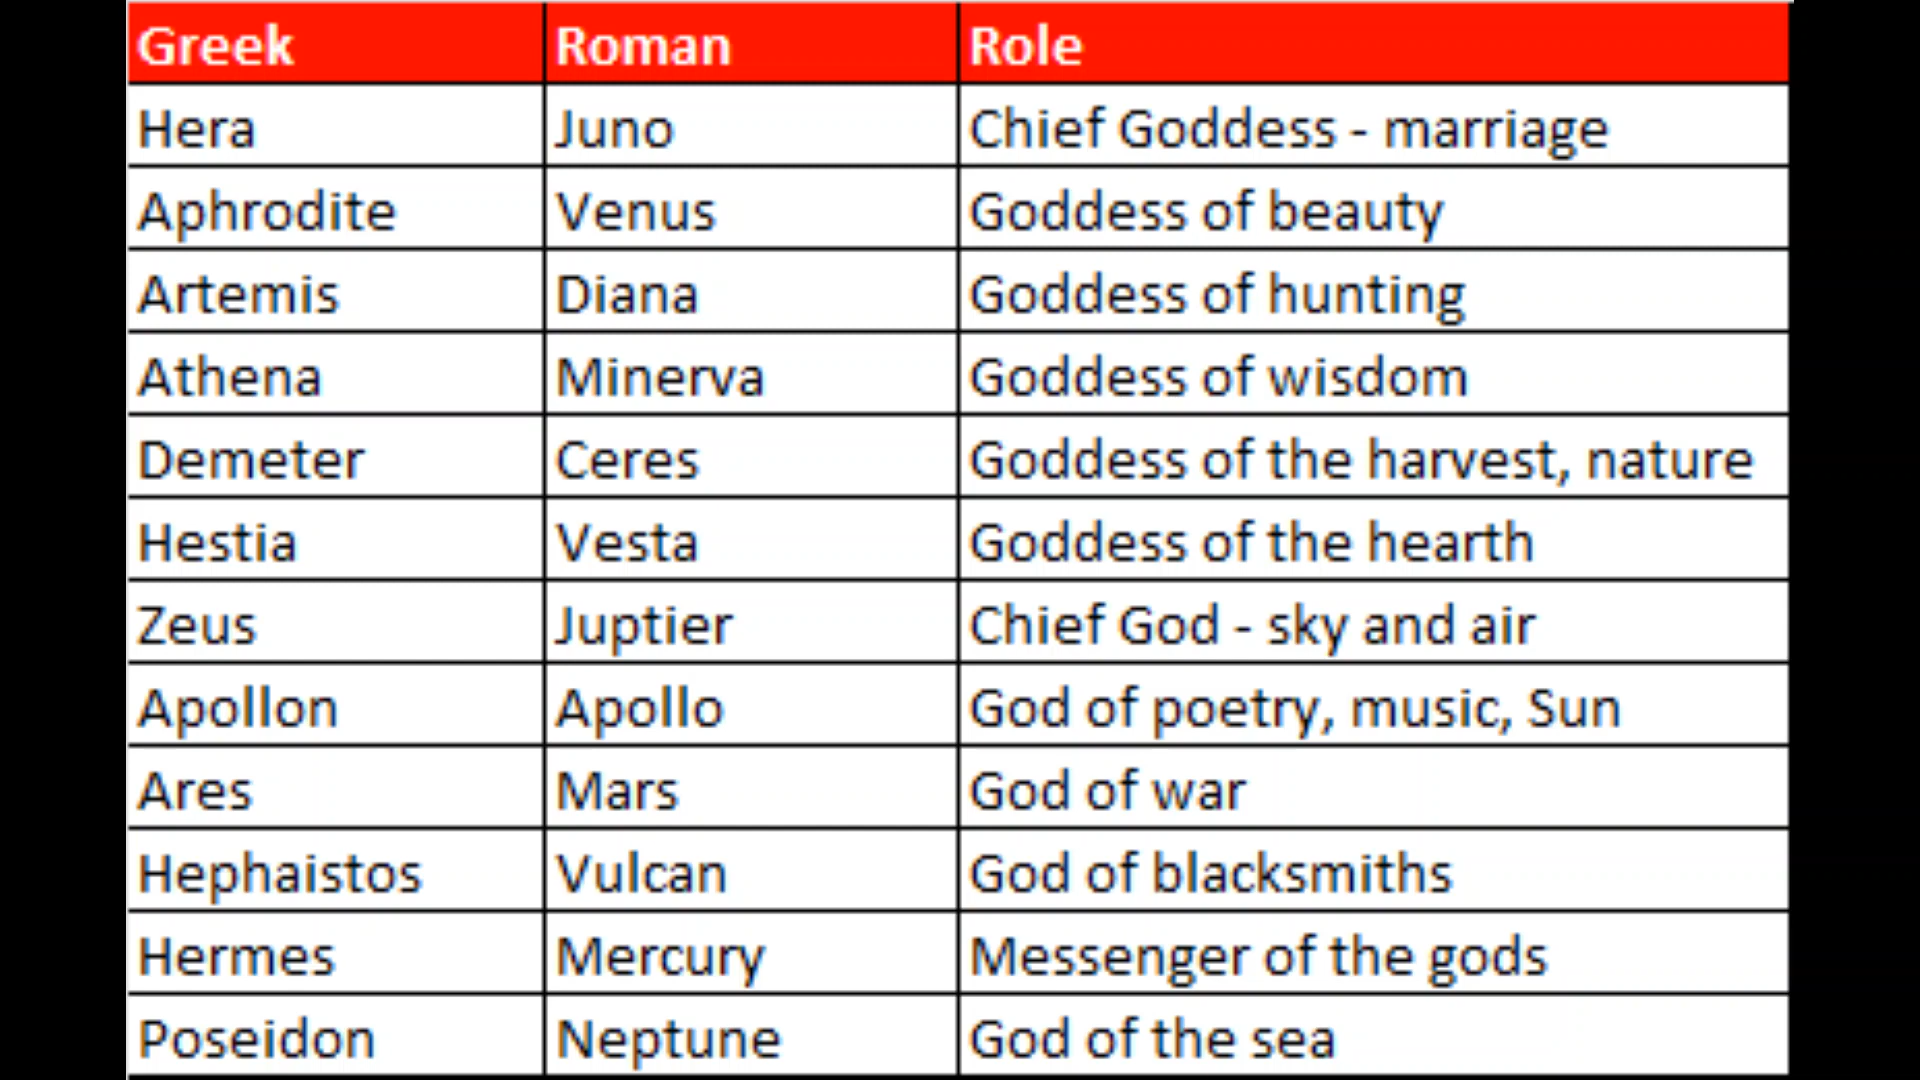 Greek Roman Role
Hera Juno Chief Goddess - marriage
Aphrodite Venus Goddess of beauty
Artemis Diana Goddess of hunting
Athena Minerva Goddess of wisdom
Demeter Ceres Goddess of the harvest, nature
Hestia Vesta Goddess of the hearth
Zeus Juptier Chief God - sky and air
Apollon Apollo God of poetry, music, Sun
Ares Mars God of war
Hephaistos Vulcan God of blacksmiths
Hermes Mercury Messenger of the gods
Poseidon Neptune God of the sea